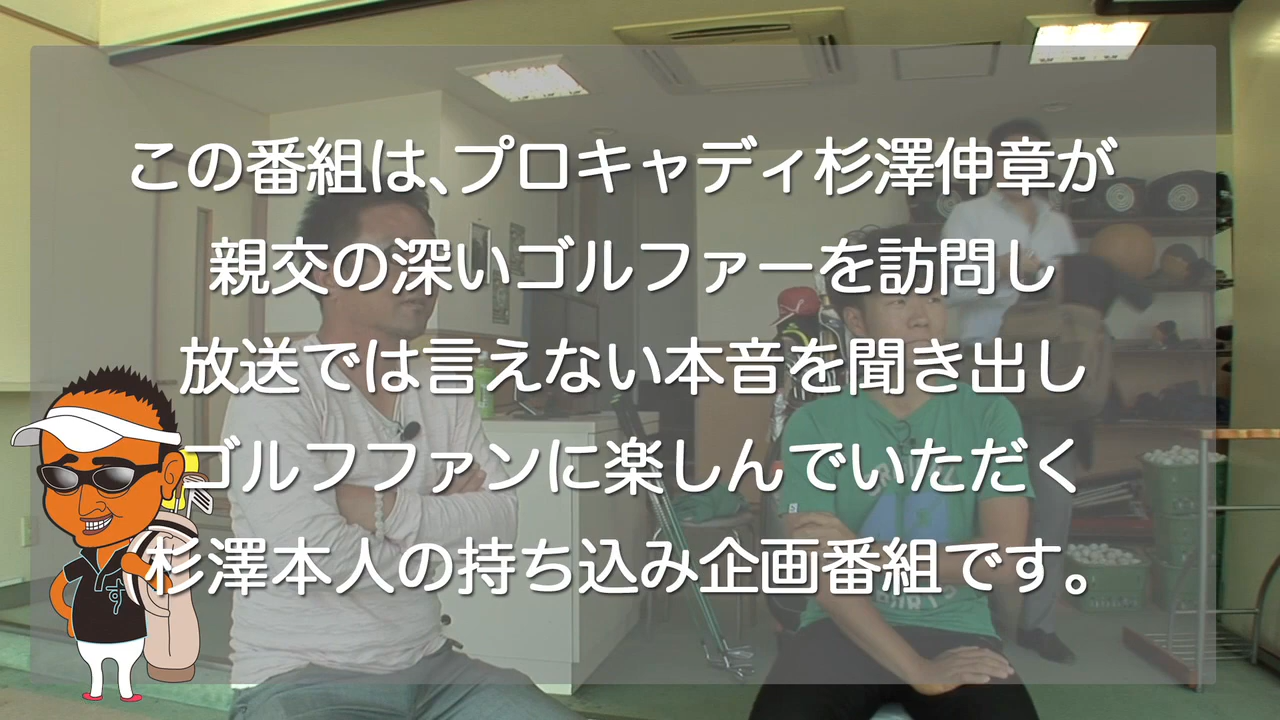 この番組は、プロキャディ杉澤伸章が
親交の深いゴルファーを訪問し
放送では言えない本音を聞き出し
ゴルフファンに楽しんでいただく
杉澤本人の持ち込み企画番組です。
す